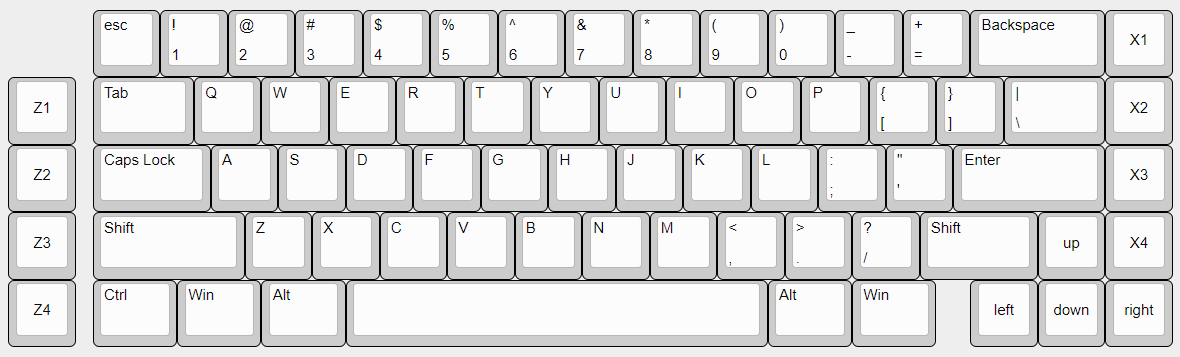 esc ! @ # $ % ^ & * ( ) _ + Backspace X1
1 2 3 4 5 6 7 8 9 0 - =
Z1 Tab Q W E R T Y U I O P { } | X2
[ ] \
Z2 Caps Lock A S D F G H J K L : " Enter X3
; '
Z3 Shift Z X C V B N M < > ? Shift up X4
, . /
Z4 Ctrl Win Alt Alt Win left down right